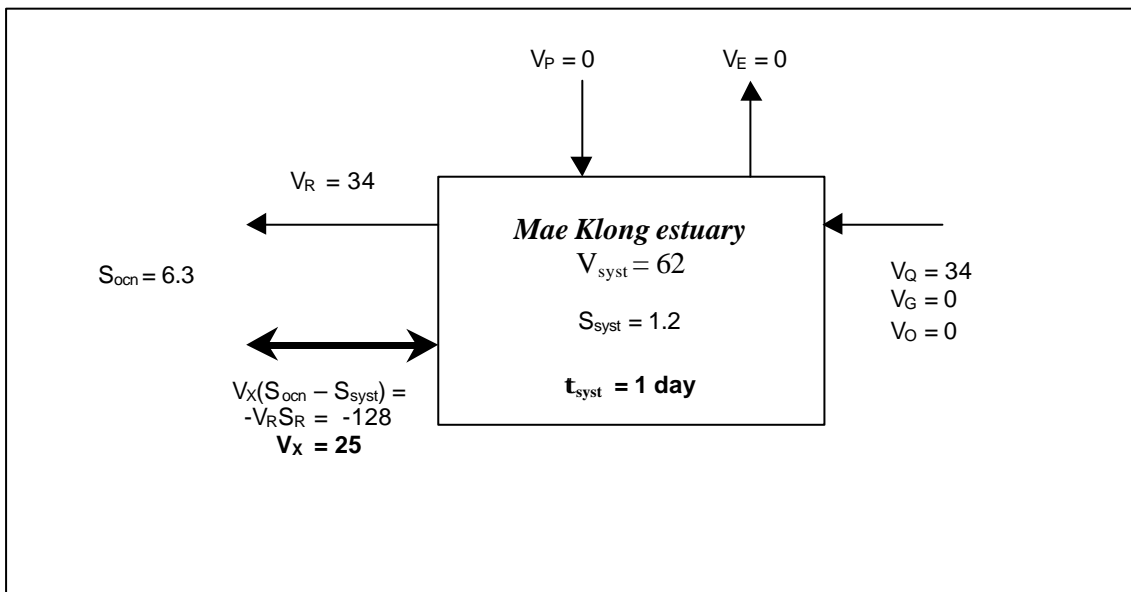 V_P = 0
V_E = 0
V_R = 34
Mae Klong estuary
V_syst = 62
S_ocn = 6.3
V_Q = 34
V_G = 0
V_O = 0
S_syst = 1.2
t_syst = 1 day
V_X(S_ocn – S_syst) =
-V_RS_R = -128
V_X = 25